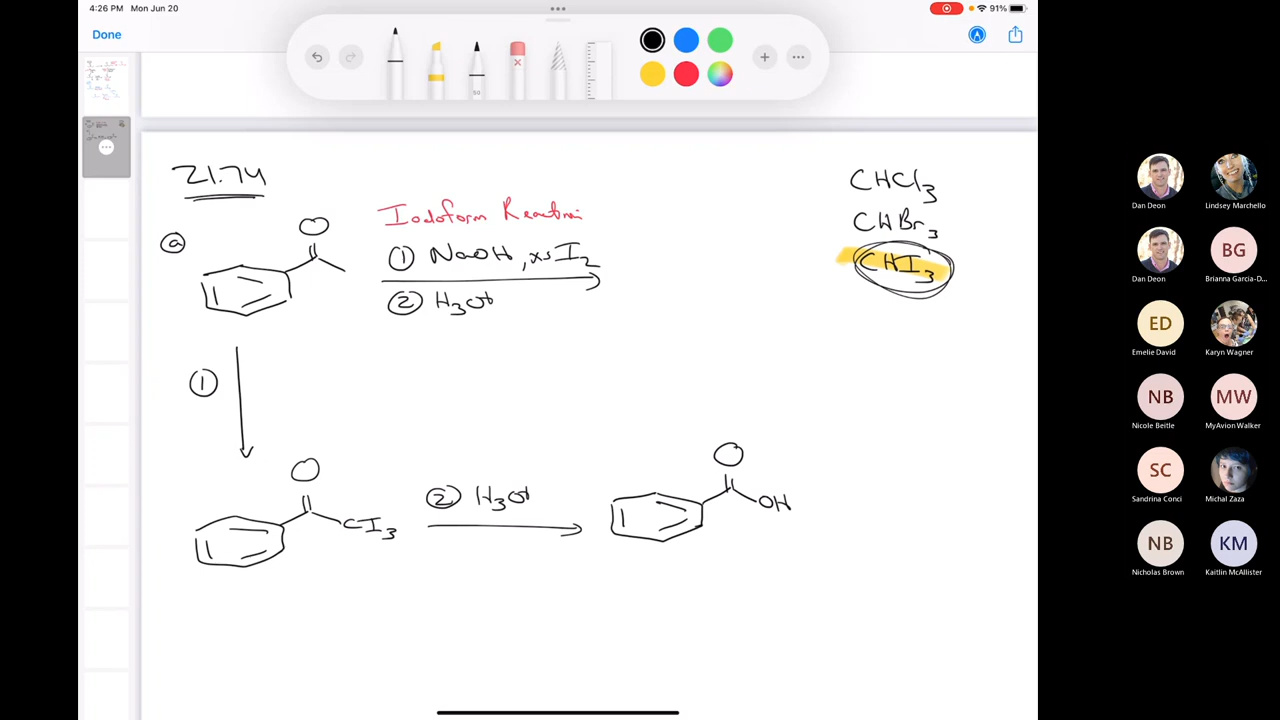 4:26 PM Mon Jun 20
91%
Done
50
21.74
Iodoform Reaction
a
O
① NaOH, xs I2
② H3O+
CHCl3
CHBr3
CHI3
①
O
CI3
② H3O+
O
OH
Dan Deon
Lindsey Marchello
BG
Dan Deon
Brianna Garcia-D...
ED
Emelie David
Karyn Wagner
NB
MW
Nicole Beitle
MyAvion Walker
SC
Sandrina Conci
Michal Zaza
NB
KM
Nicholas Brown
Kaitlin McAllister